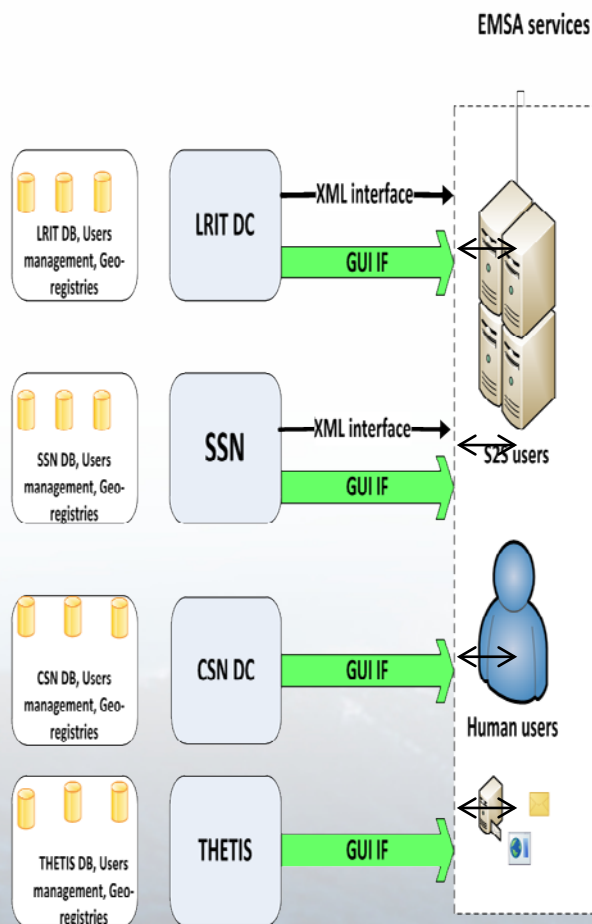 EMSA services
LRIT DB, Users
management, Geo-
registries
LRIT DC
XML interface
GUI IF
SSN DB, Users
management, Geo-
registries
SSN
XML interface
GUI IF
S2S users
CSN DB, Users
management, Geo-
registries
CSN DC
GUI IF
Human users
THETIS DB, Users
management, Geo-
registries
THETIS
GUI IF